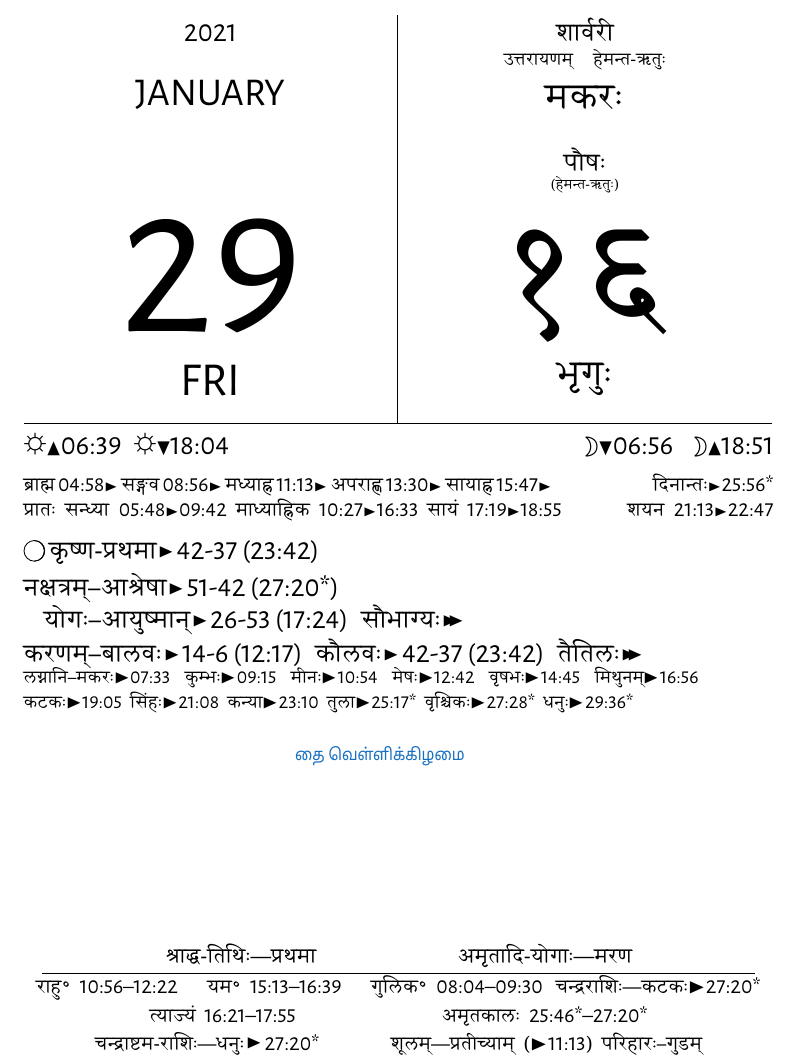 2021
JANUARY
29
FRI
शार्वरी
उत्तरायणम् हेमन्त-ऋतुः
मकरः
पौषः
(हेमन्त-ऋतुः)
१६
भृगुः
☼▲06:39 ☼▼18:04 ☽▼06:56 ☽▲18:51
ब्राह्म 04:58► सङ्गव 08:56► मध्याह्न 11:13► अपराह्ण 13:30► सायाह्न 15:47► दिनान्तः►25:56*
प्रातः सन्ध्या 05:48►09:42 माध्याह्निक 10:27►16:33 सायं 17:19►18:55 शयन 21:13►22:47
◯ कृष्ण-प्रथमा►42-37 (23:42)
नक्षत्रम्–आश्रेषा►51-42 (27:20*)
योगः–आयुष्मान्►26-53 (17:24) सौभाग्यः►►
करणम्–बालवः►14-6 (12:17) कौलवः►42-37 (23:42) तैतिलः►►
लग्नानि–मकरः►07:33 कुम्भः►09:15 मीनः►10:54 मेषः►12:42 वृषभः►14:45 मिथुनम्►16:56
कटकः►19:05 सिंहः►21:08 कन्या►23:10 तुला►25:17* वृश्चिकः►27:28* धनुः►29:36*
தை வெள்ளிக்கிழமை
श्राद्ध-तिथिः—प्रथमा अमृतादि-योगाः—मरण
राहु॰ 10:56–12:22 यम॰ 15:13–16:39 गुलिक॰ 08:04–09:30 चन्द्रराशिः—कटकः►27:20*
त्याज्यं 16:21–17:55 अमृतकालः 25:46*–27:20*
चन्द्राष्टम-राशिः—धनुः►27:20* शूलम्—प्रतीच्याम् (►11:13) परिहारः–गुडम्